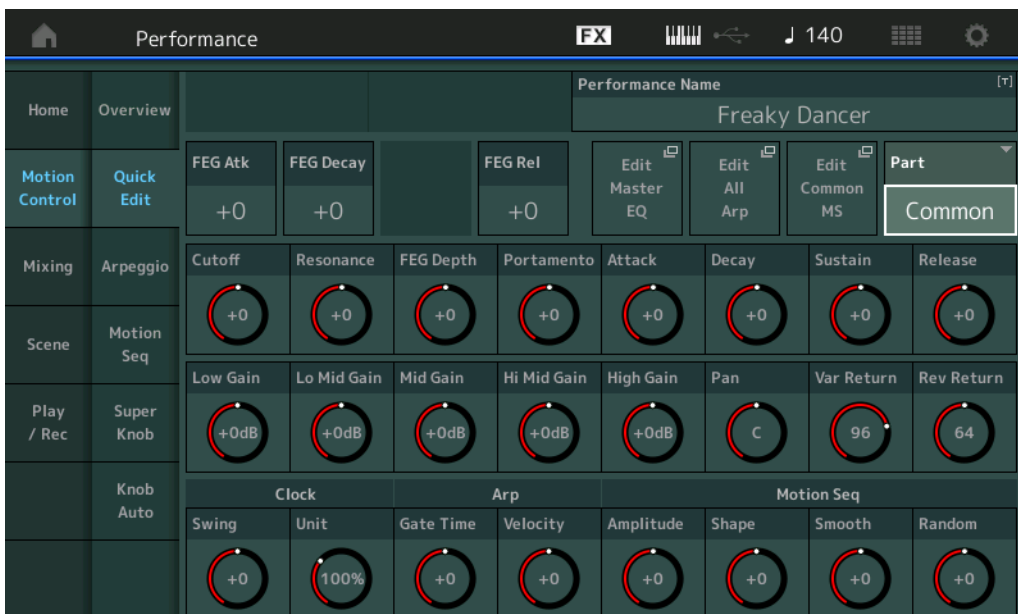 Performance
FX
♩ 140
Home
Motion
Control
Mixing
Scene
Play
/ Rec
Overview
Quick
Edit
Arpeggio
Motion
Seq
Super
Knob
Knob
Auto
Performance Name
[T]
Freaky Dancer
FEG Atk
+0
FEG Decay
+0
FEG Rel
+0
Edit
Master
EQ
Edit
All
Arp
Edit
Common
MS
Part
Common
Cutoff Resonance FEG Depth Portamento Attack Decay Sustain Release
+0 +0 +0 +0 +0 +0 +0 +0
Low Gain Lo Mid Gain Mid Gain Hi Mid Gain High Gain Pan Var Return Rev Return
+0dB +0dB +0dB +0dB +0dB C 96 64
Clock Arp Motion Seq
Swing Unit Gate Time Velocity Amplitude Shape Smooth Random
+0 100% +0 +0 +0 +0 +0 +0